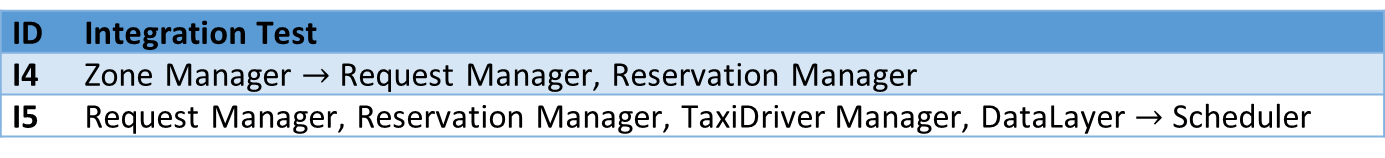 ID Integration Test
I4 Zone Manager → Request Manager, Reservation Manager
I5 Request Manager, Reservation Manager, TaxiDriver Manager, DataLayer → Scheduler